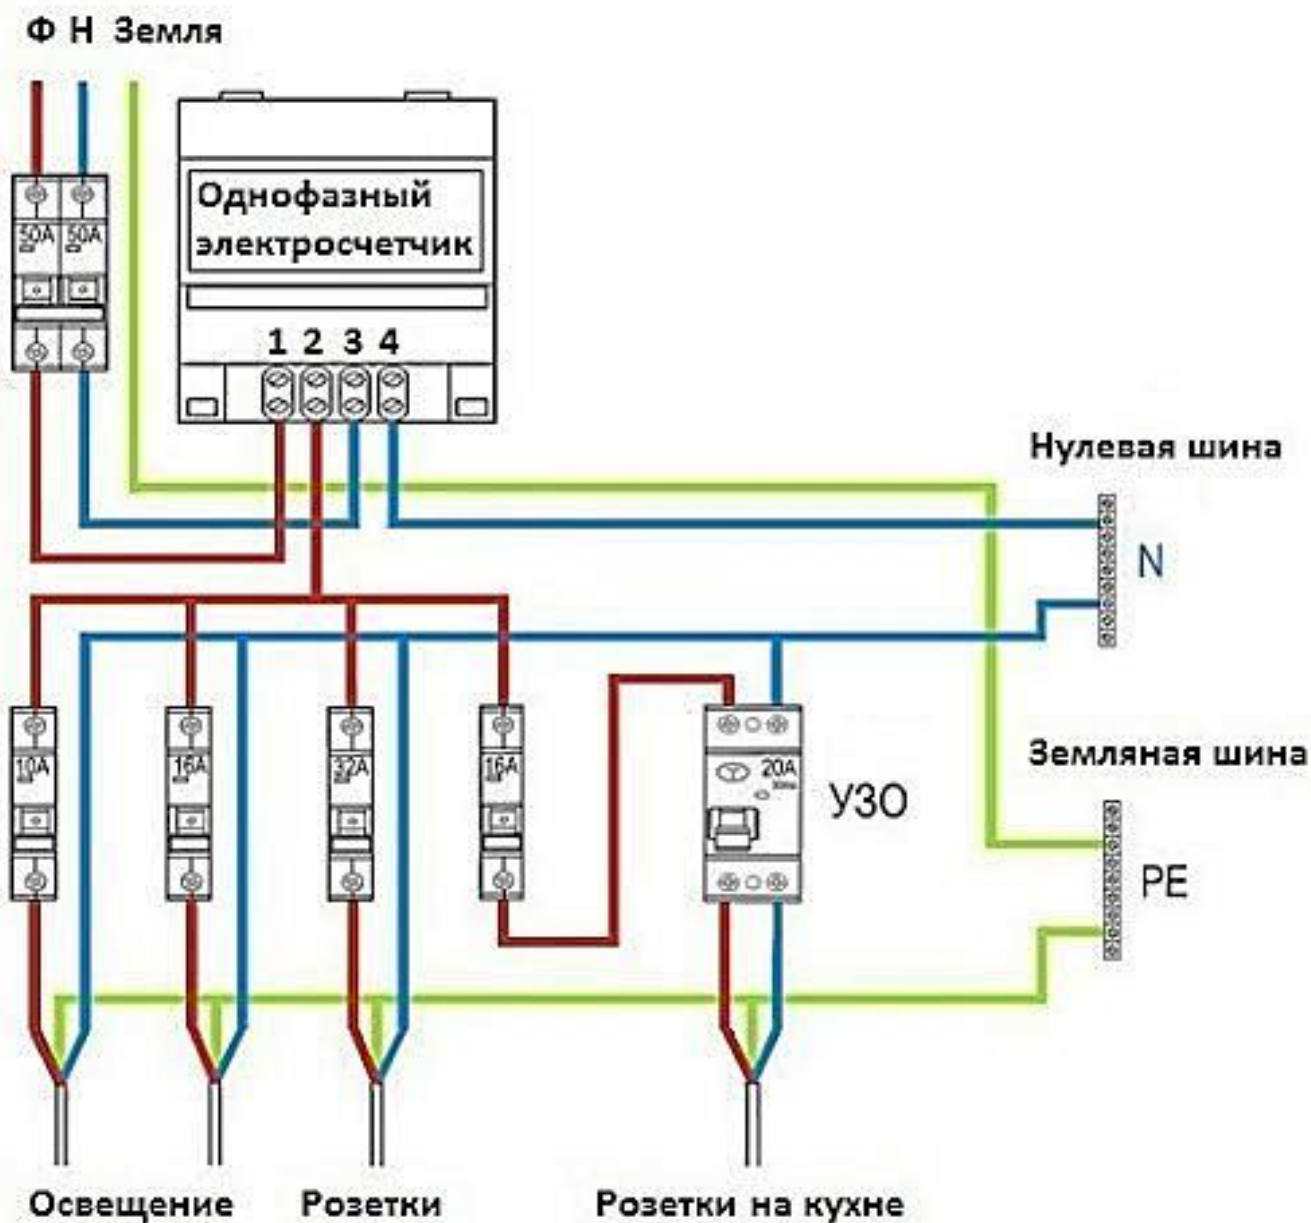 Ф Н Земля
50A 50A
Однофазный
электросчетчик
1 2 3 4
Нулевая шина
N
Земляная шина
10A
16A
32A
16A
20A
УЗО
PE
Освещение
Розетки
Розетки на кухне